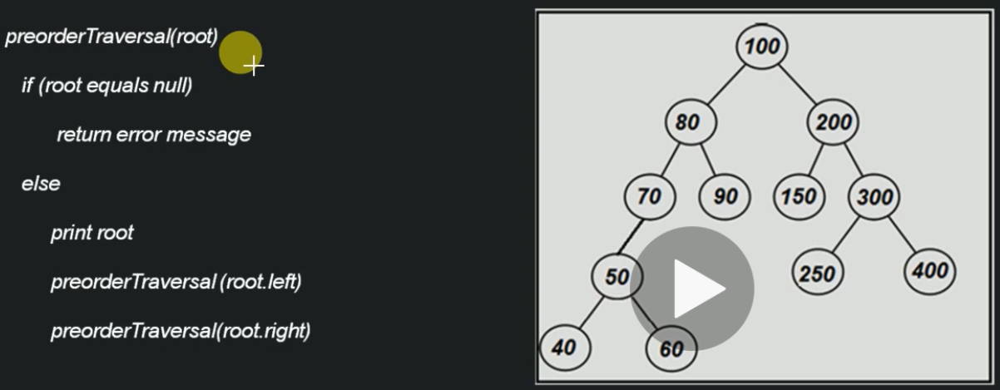 preorderTraversal(root)
if (root equals null)
return error message
else
print root
preorderTraversal (root.left)
preorderTraversal(root.right)
100
80 200
70 90 150 300
50 250 400
40 60